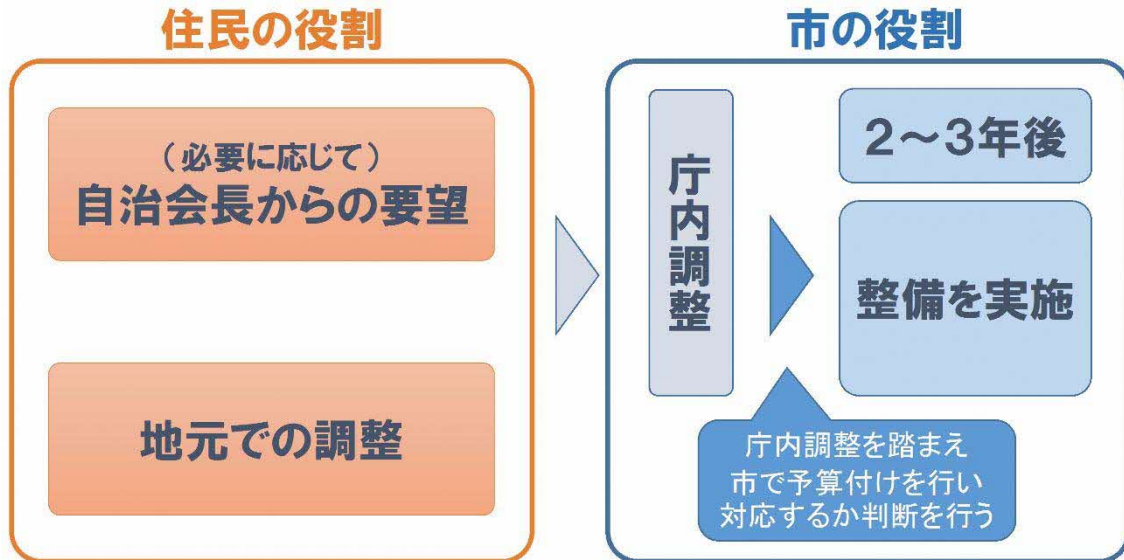 住民の役割
(必要に応じて)
自治会長からの要望
地元での調整
市の役割
庁内調整
2~3年後
整備を実施
庁内調整を踏まえ
市で予算付けを行い
対応するか判断を行う